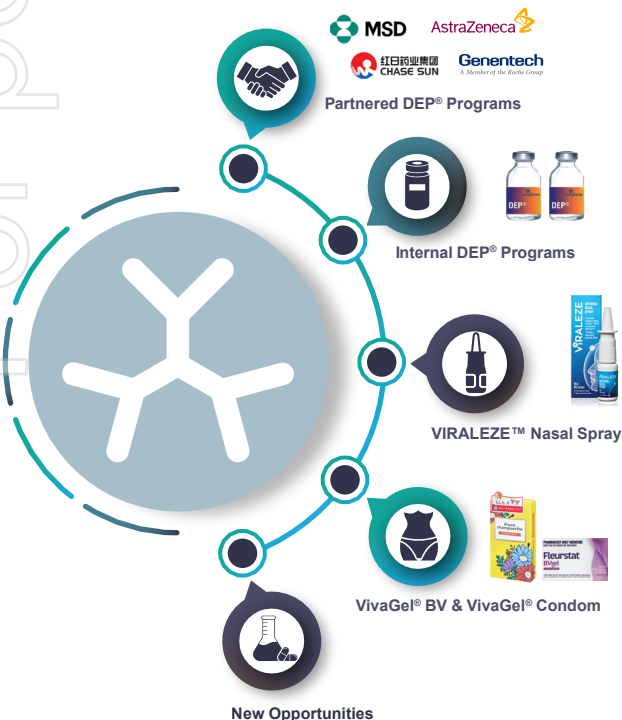 MSD
AstraZeneca
红日药业集团
CHASE SUN
Genentech
A Member of the Roche Group
Partnered DEP® Programs
DEP®
DEP®
Internal DEP® Programs
VIRALEZE
VIRALEZE™ Nasal Spray
Fleurstat
BVgel
VivaGel® BV & VivaGel® Condom
New Opportunities